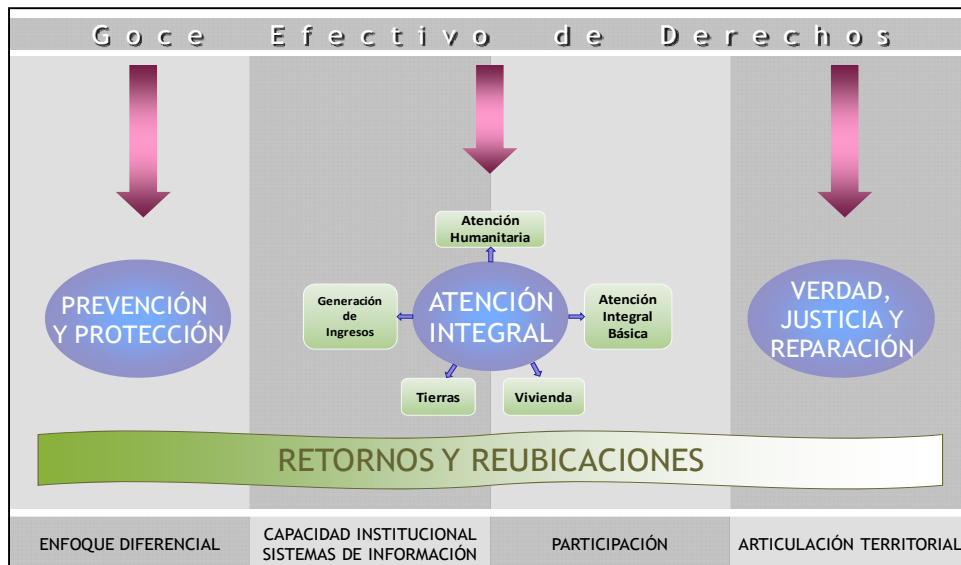 Goce Efectivo de Derechos
PREVENCIÓN
Y PROTECCIÓN
Atención
Humanitaria
Generación
de
Ingresos
ATENCIÓN
INTEGRAL
Atención
Integral
Básica
Tierras
Vivienda
VERDAD,
JUSTICIA Y
REPARACIÓN
RETORNOS Y REUBICACIONES
ENFOQUE DIFERENCIAL
CAPACIDAD INSTITUCIONAL
SISTEMAS DE INFORMACIÓN
PARTICIPACIÓN
ARTICULACIÓN TERRITORIAL